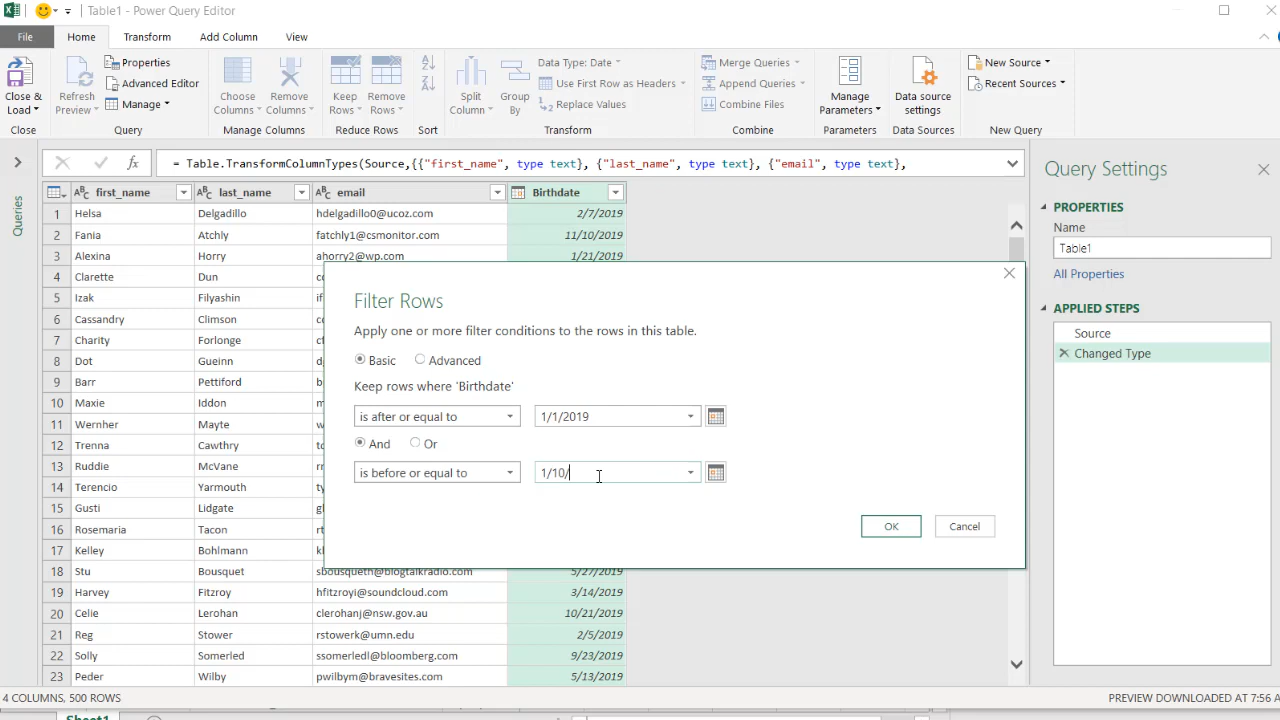 Table1 - Power Query Editor
File Home Transform Add Column View
Close & Load
Close
Refresh Preview
Properties
Advanced Editor
Manage
Query
Choose Columns
Remove Columns
Manage Columns
Keep Rows
Remove Rows
Reduce Rows
Sort
Split Column
Group By
Data Type: Date
Use First Row as Headers
Replace Values
Transform
Merge Queries
Append Queries
Combine Files
Combine
Manage Parameters
Parameters
Data source settings
Data Sources
New Source
Recent Sources
New Query
fx = Table.TransformColumnTypes(Source,{{"first_name", type text}, {"last_name", type text}, {"email", type text},
Queries
first_name last_name email Birthdate
1 Helsa Delgadillo hdelgadillo0@ucoz.com 2/7/2019
2 Fania Atchly fatchly1@csmonitor.com 11/10/2019
3 Alexina Horry ahorry2@wp.com 1/21/2019
4 Clarette Dun
5 Izak Filyashin
6 Cassandry Climson
7 Charity Forlonge
8 Dot Gueinn
9 Barr Pettiford
10 Maxie Iddon
11 Wernher Mayte
12 Trenna Cawthry
13 Ruddie McVane
14 Terencio Yarmouth
15 Gusti Lidgate
16 Rosemaria Tacon
17 Kelley Bohlmann
18 Stu Bousquet sbousqueth@blogtalkradio.com 5/27/2019
19 Harvey Fitzroy hfitzroyi@soundcloud.com 3/14/2019
20 Celie Lerohan clerohanj@nsw.gov.au 10/21/2019
21 Reg Stower rstowerk@umn.edu 2/5/2019
22 Solly Somerled ssomerledl@bloomberg.com 9/23/2019
23 Peder Wilby pwilbym@bravesites.com 5/13/2019
Filter Rows
Apply one or more filter conditions to the rows in this table.
Basic Advanced
Keep rows where 'Birthdate'
is after or equal to 1/1/2019
And Or
is before or equal to 1/10/
OK Cancel
Query Settings
PROPERTIES
Name
Table1
All Properties
APPLIED STEPS
Source
Changed Type
4 COLUMNS, 500 ROWS
PREVIEW DOWNLOADED AT 7:56 A
Sheet1